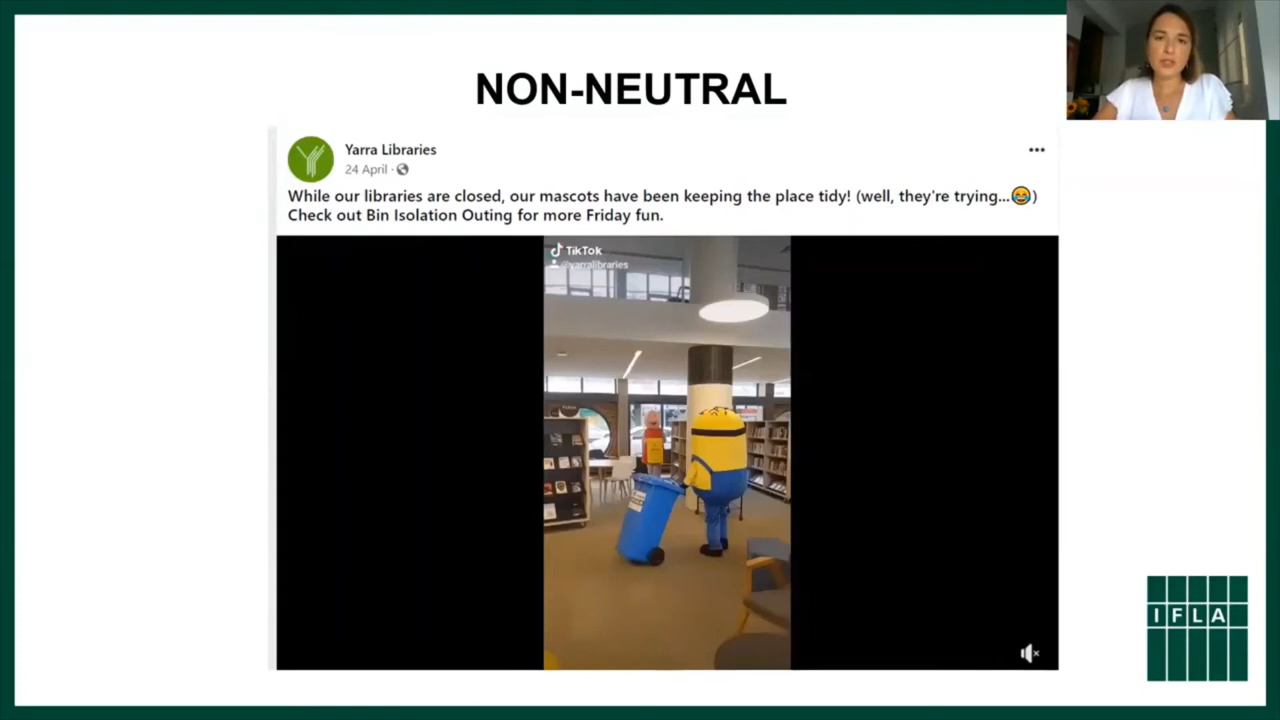 NON-NEUTRAL
Yarra Libraries
24 April ·
While our libraries are closed, our mascots have been keeping the place tidy! (well, they're trying...😂)
Check out Bin Isolation Outing for more Friday fun.
TikTok
@yarralibraries
IFLA